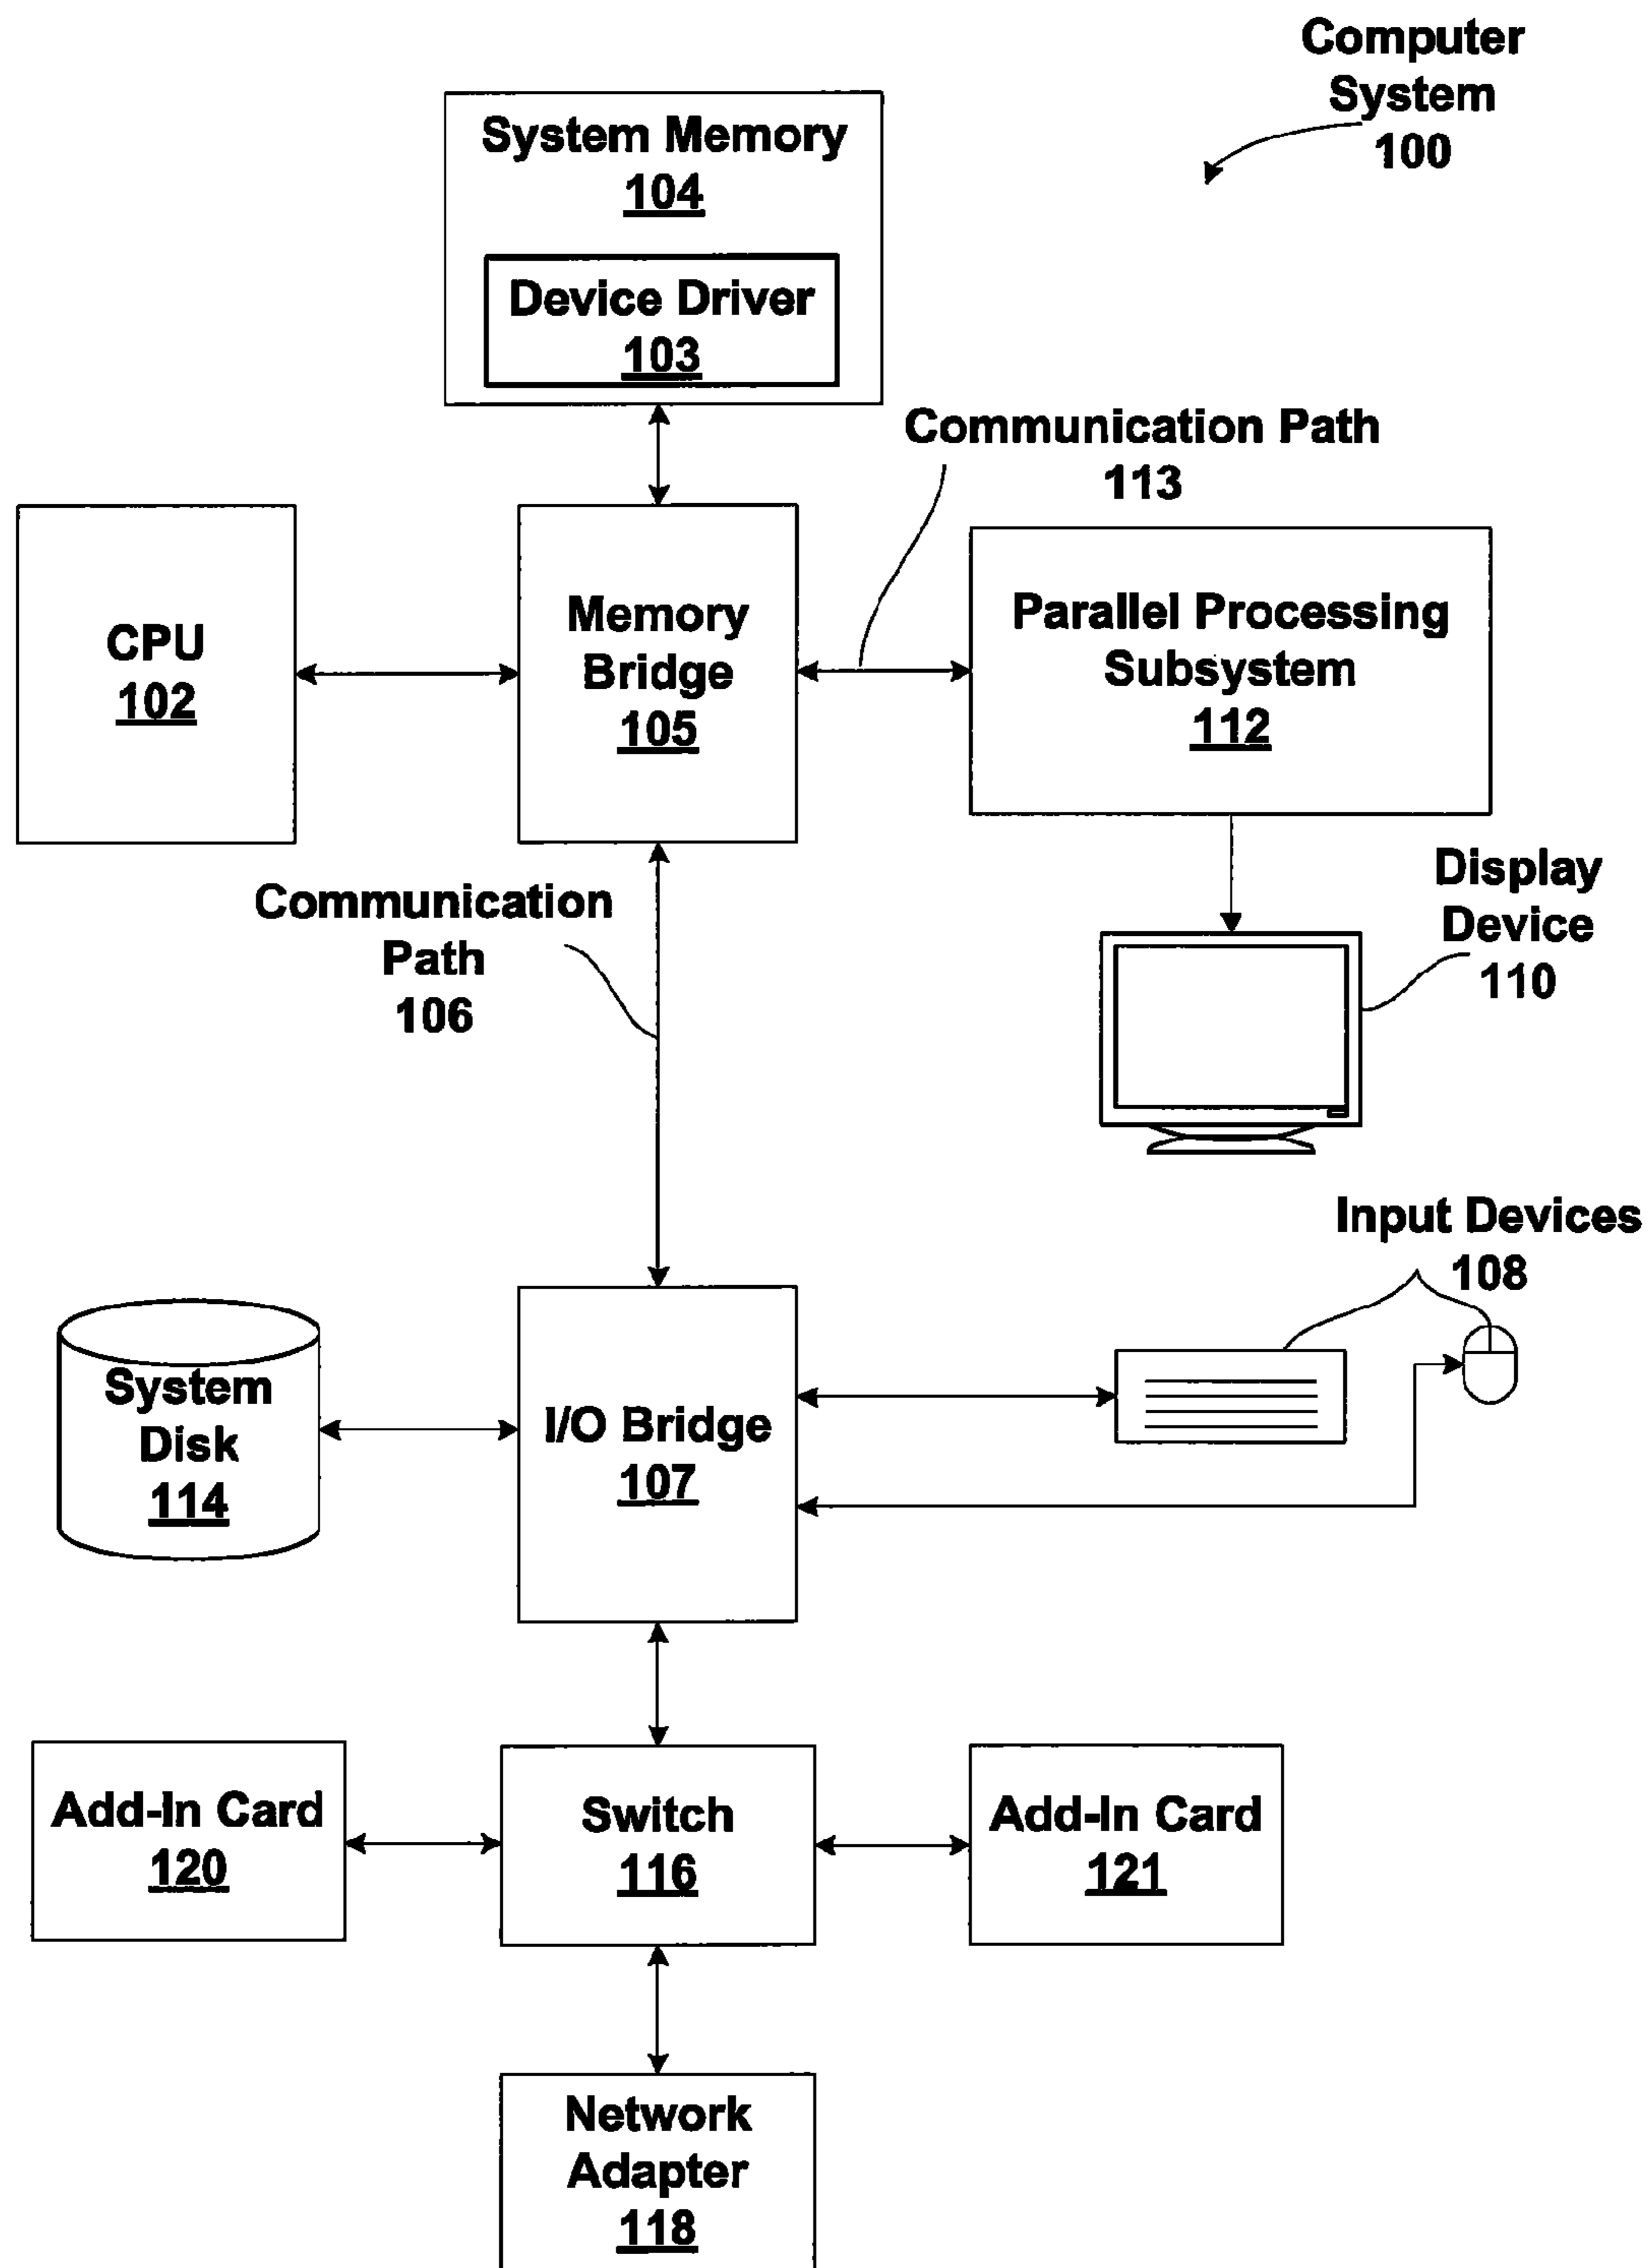 Computer
System
100
System Memory
104
Device Driver
103
Communication Path
113
CPU
102
Memory
Bridge
105
Parallel Processing
Subsystem
112
Communication
Path
106
Display
Device
110
Input Devices
108
System
Disk
114
I/O Bridge
107
Add-In Card
120
Switch
116
Add-In Card
121
Network
Adapter
118